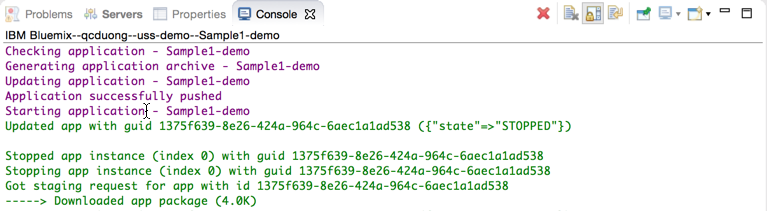 Problems Servers Properties Console
IBM Bluemix--qcduong--uss-demo--Sample1-demo
Checking application - Sample1-demo
Generating application archive - Sample1-demo
Updating application - Sample1-demo
Application successfully pushed
Starting application - Sample1-demo
Updated app with guid 1375f639-8e26-424a-964c-6aec1a1ad538 ({"state"=>"STOPPED"})
Stopped app instance (index 0) with guid 1375f639-8e26-424a-964c-6aec1a1ad538
Stopping app instance (index 0) with guid 1375f639-8e26-424a-964c-6aec1a1ad538
Got staging request for app with id 1375f639-8e26-424a-964c-6aec1a1ad538
-----> Downloaded app package (4.0K)